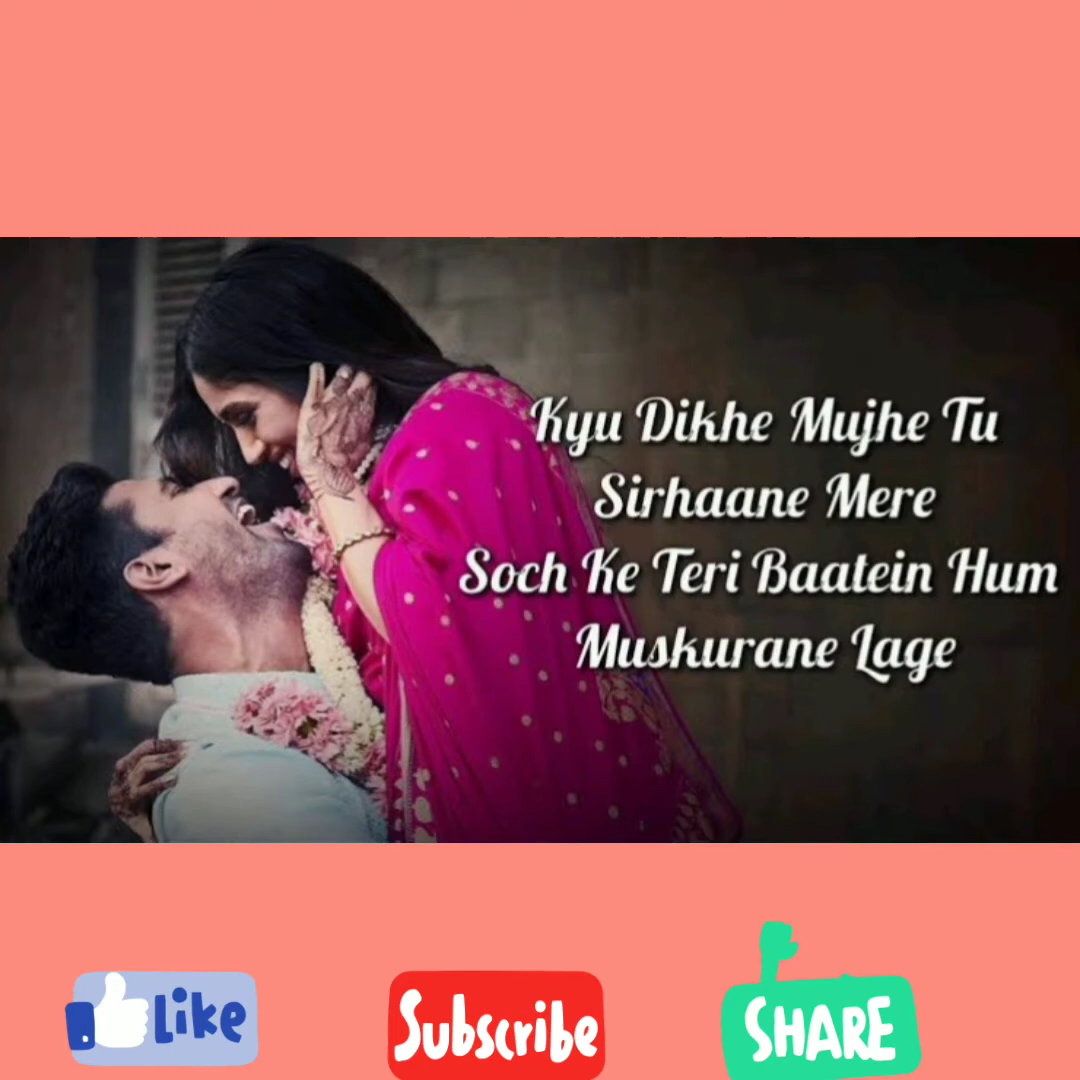 Kyu Dikhe Mujhe Tu
Sirhaane Mere
Soch Ke Teri Baatein Hum
Muskurane Lage
Like
Subscribe
SHARE